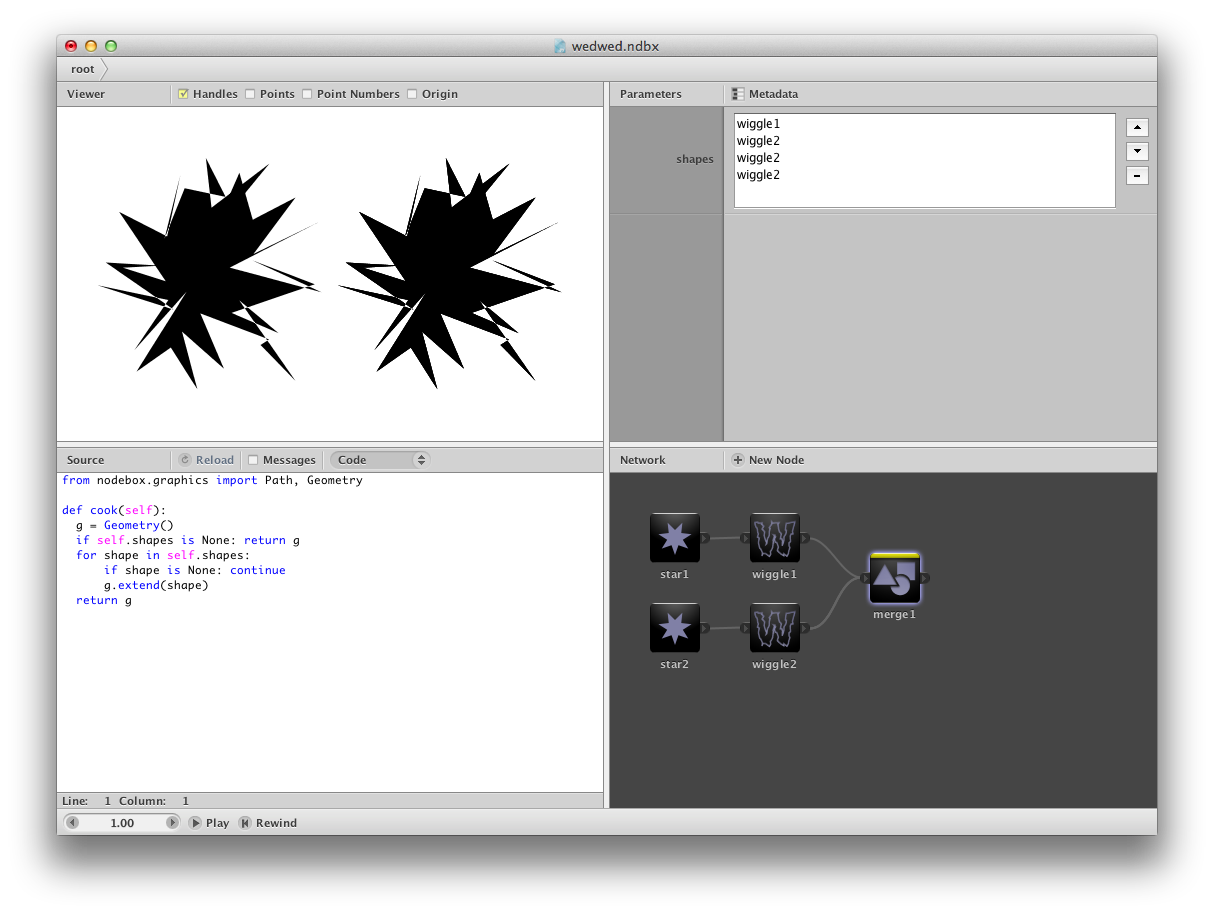 wedwed.ndbx
root
Viewer Handles Points Point Numbers Origin
Parameters Metadata
shapes
wiggle1
wiggle2
wiggle2
wiggle2
Source Reload Messages Code
from nodebox.graphics import Path, Geometry
def cook(self):
  g = Geometry()
  if self.shapes is None: return g
  for shape in self.shapes:
      if shape is None: continue
      g.extend(shape)
  return g
Line: 1 Column: 1
Network New Node
star1 wiggle1
merge1
star2 wiggle2
1.00 Play Rewind